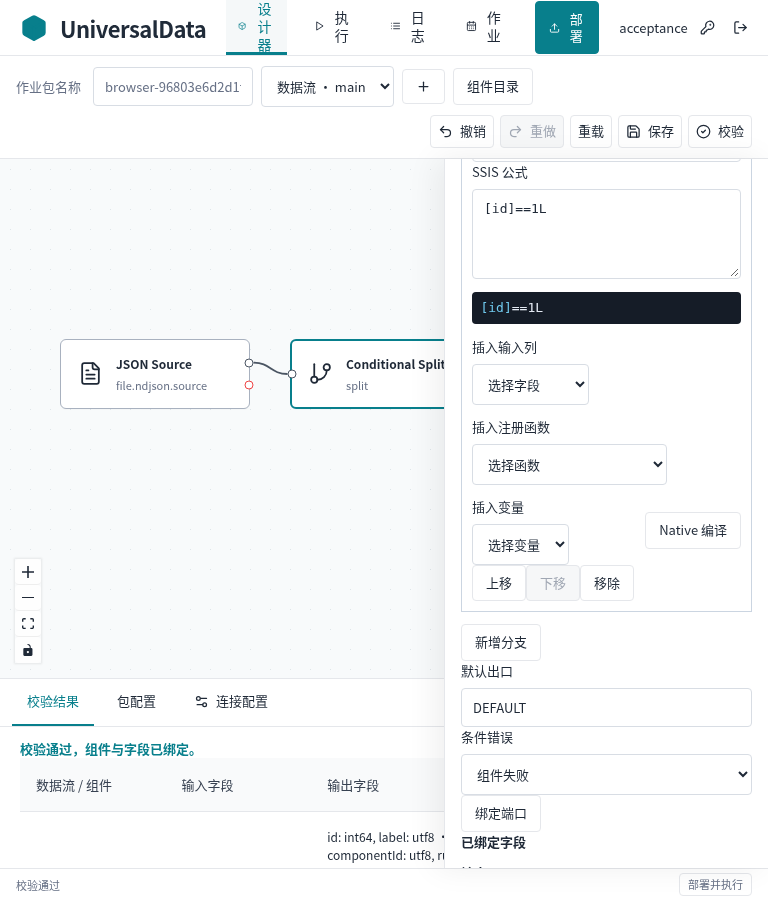 UniversalData
设计器
执行
日志
作业
部署
acceptance
作业包名称
browser-96803e6d2d1
数据流 · main
+
组件目录
撤销
重做
重载
保存
校验
SSIS 公式
[id]==1L
[id]==1L
插入输入列
选择字段
插入注册函数
选择函数
插入变量
选择变量
Native 编译
上移
下移
移除
新增分支
默认出口
DEFAULT
条件错误
组件失败
绑定端口
已绑定字段
JSON Source
file.ndjson.source
Conditional Split
split
校验结果
包配置
连接配置
校验通过，组件与字段已绑定。
数据流 / 组件
输入字段
输出字段
id: int64, label: utf8
componentId: utf8, ru
校验通过
部署并执行